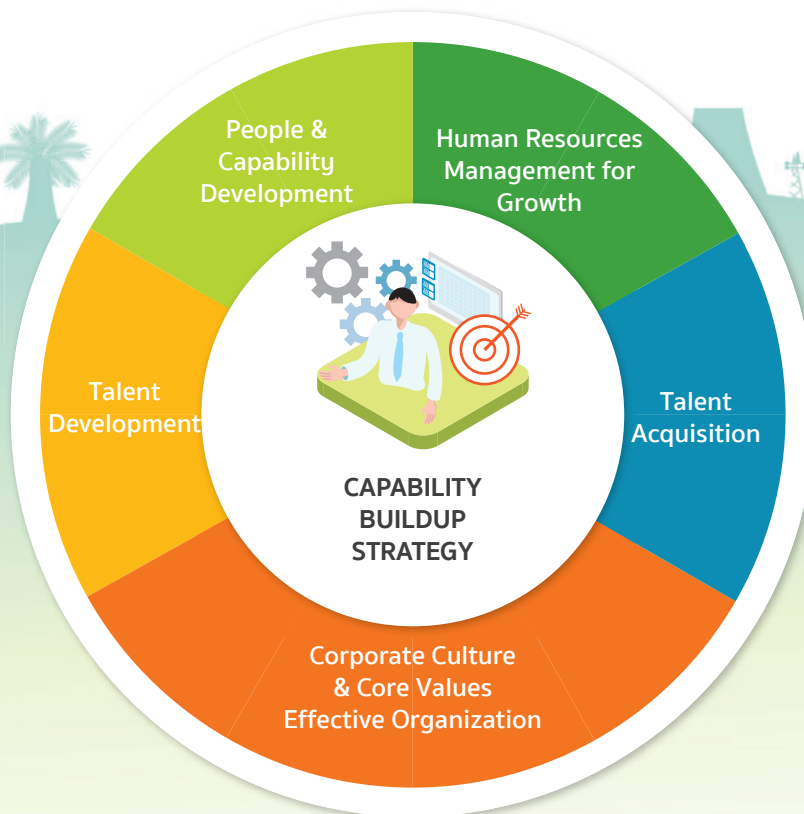 People &
Capability
Development
Human Resources
Management for
Growth
Talent
Development
Talent
Acquisition
CAPABILITY
BUILDUP
STRATEGY
Corporate Culture
& Core Values
Effective Organization